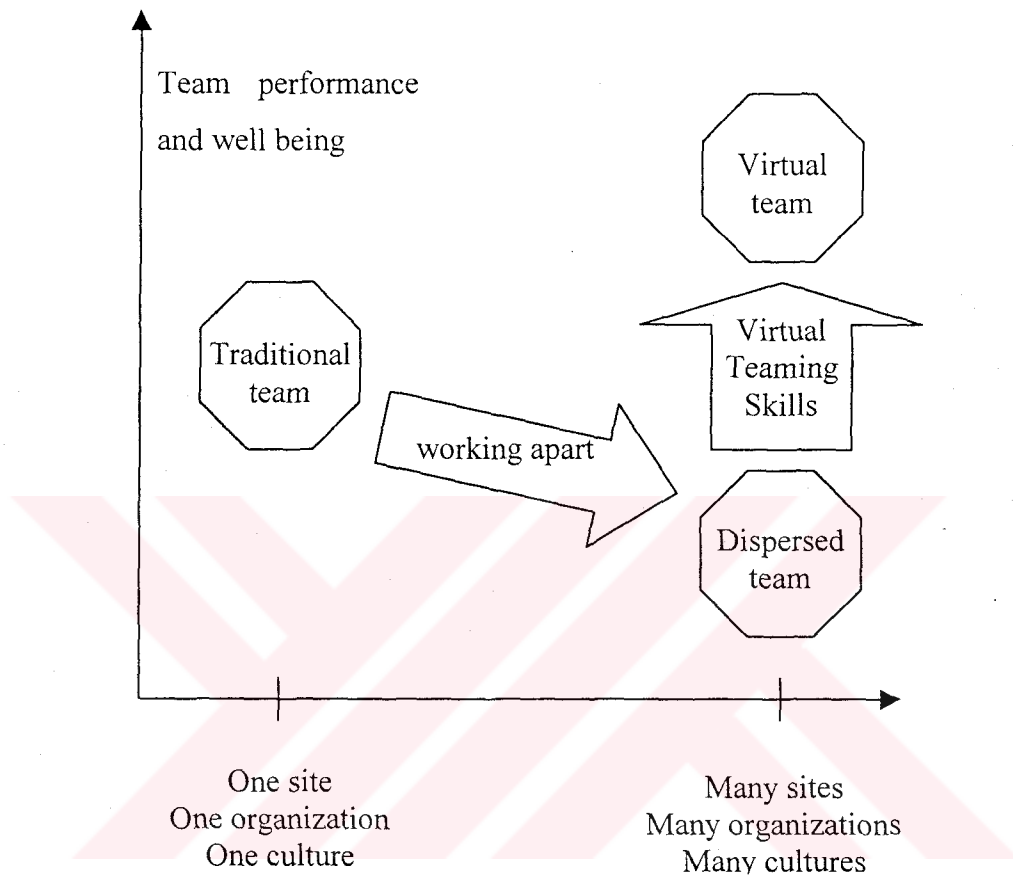 Team performance
and well being
Virtual
team
Traditional
team
Virtual
Teaming
Skills
working apart
Dispersed
team
One site
One organization
One culture
Many sites
Many organizations
Many cultures